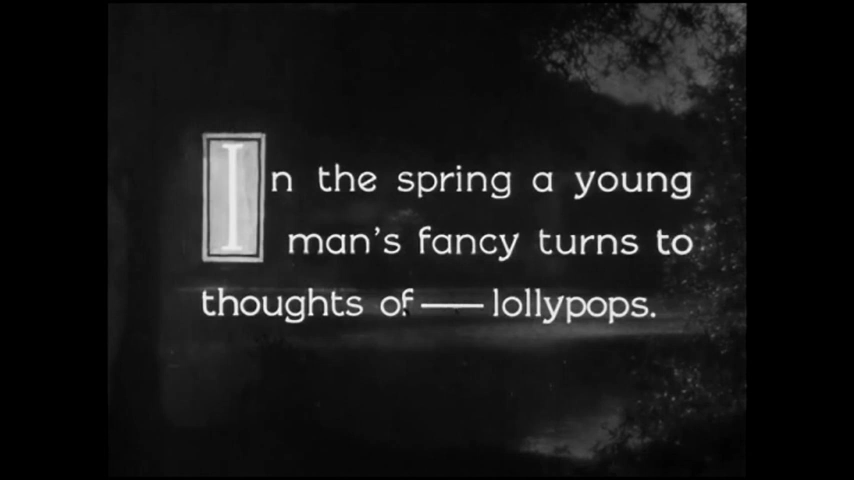 In the spring a young
man's fancy turns to
thoughts of — lollypops.